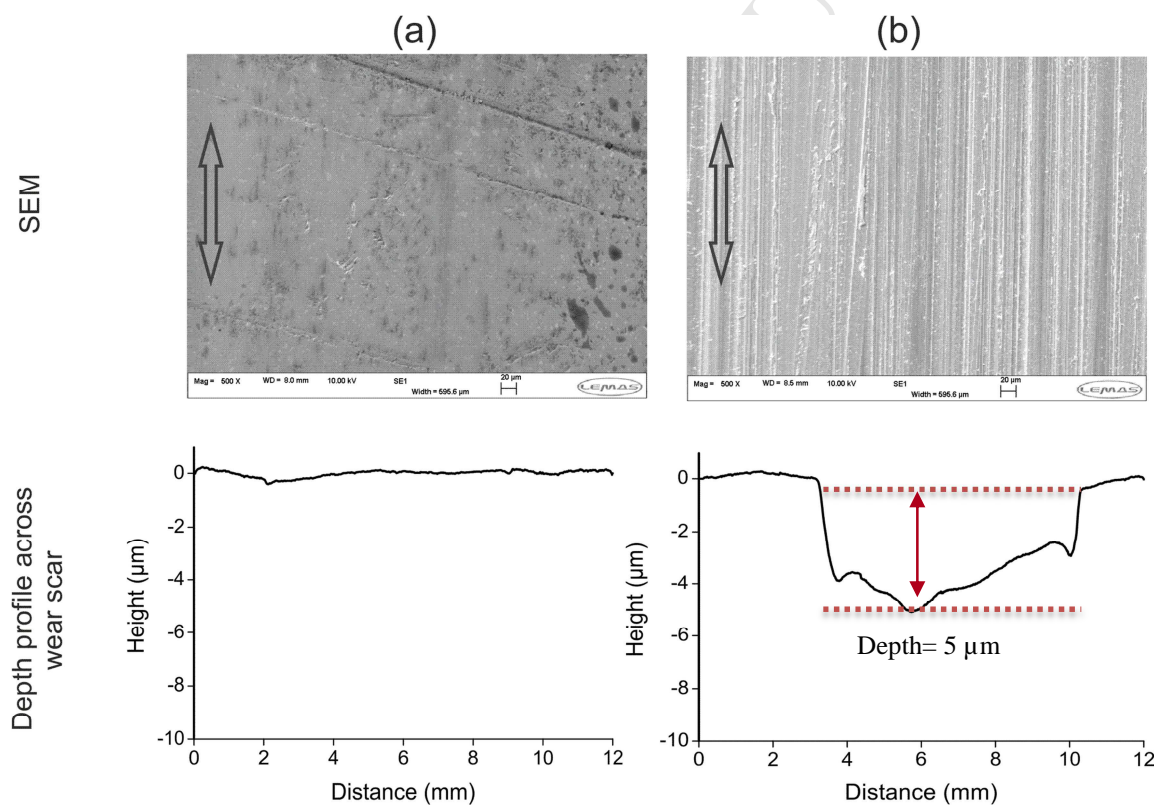 (a)
(b)
SEM
Mag = 500 X WD = 8.0 mm 10.00 kV SE1 20 µm
Width = 595.6 µm
LEMAS
Mag = 500 X WD = 8.5 mm 10.00 kV SE1 20 µm
Width = 595.6 µm
LEMAS
Depth profile across
wear scar
Height (µm)
0
-2
-4
-6
-8
-10
0 2 4 6 8 10 12
Distance (mm)
Height (µm)
0
-2
-4
-6
-8
-10
Depth= 5 µm
0 2 4 6 8 10 12
Distance (mm)